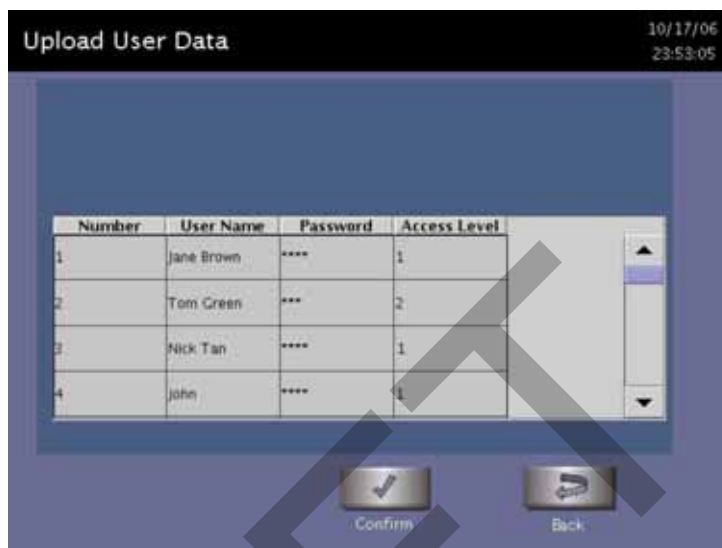 Upload User Data
10/17/06
23:53:05
Number User Name Password Access Level
1 Jane Brown **** 1
2 Tom Green *** 2
3 Nick Tan **** 1
4 john **** 1
Confirm Back